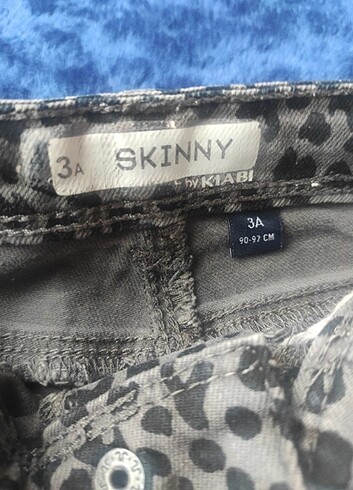 3A SKINNY
by KIABI
3A
90-97 CM